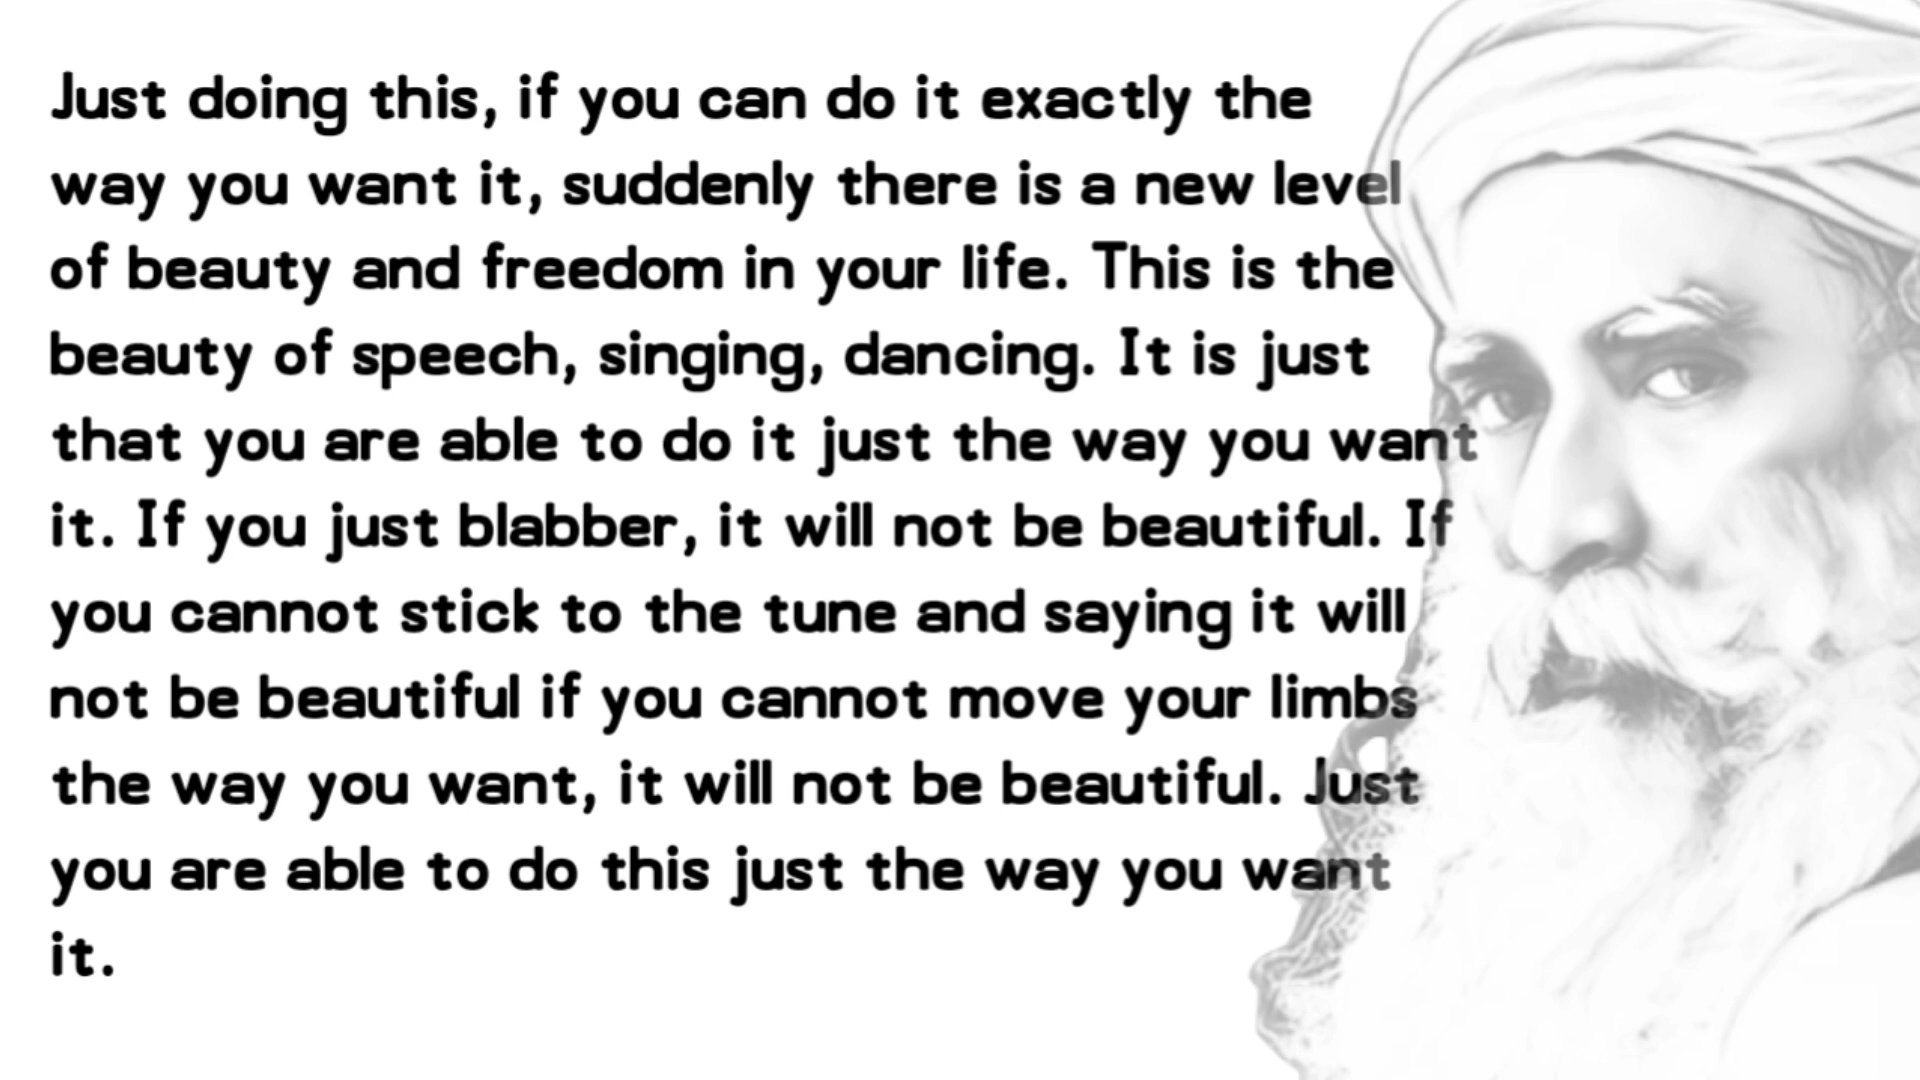 Just doing this, if you can do it exactly the
way you want it, suddenly there is a new level
of beauty and freedom in your life. This is the
beauty of speech, singing, dancing. It is just
that you are able to do it just the way you want
it. If you just blabber, it will not be beautiful. If
you cannot stick to the tune and saying it will
not be beautiful if you cannot move your limbs
the way you want, it will not be beautiful. Just
you are able to do this just the way you want
it.